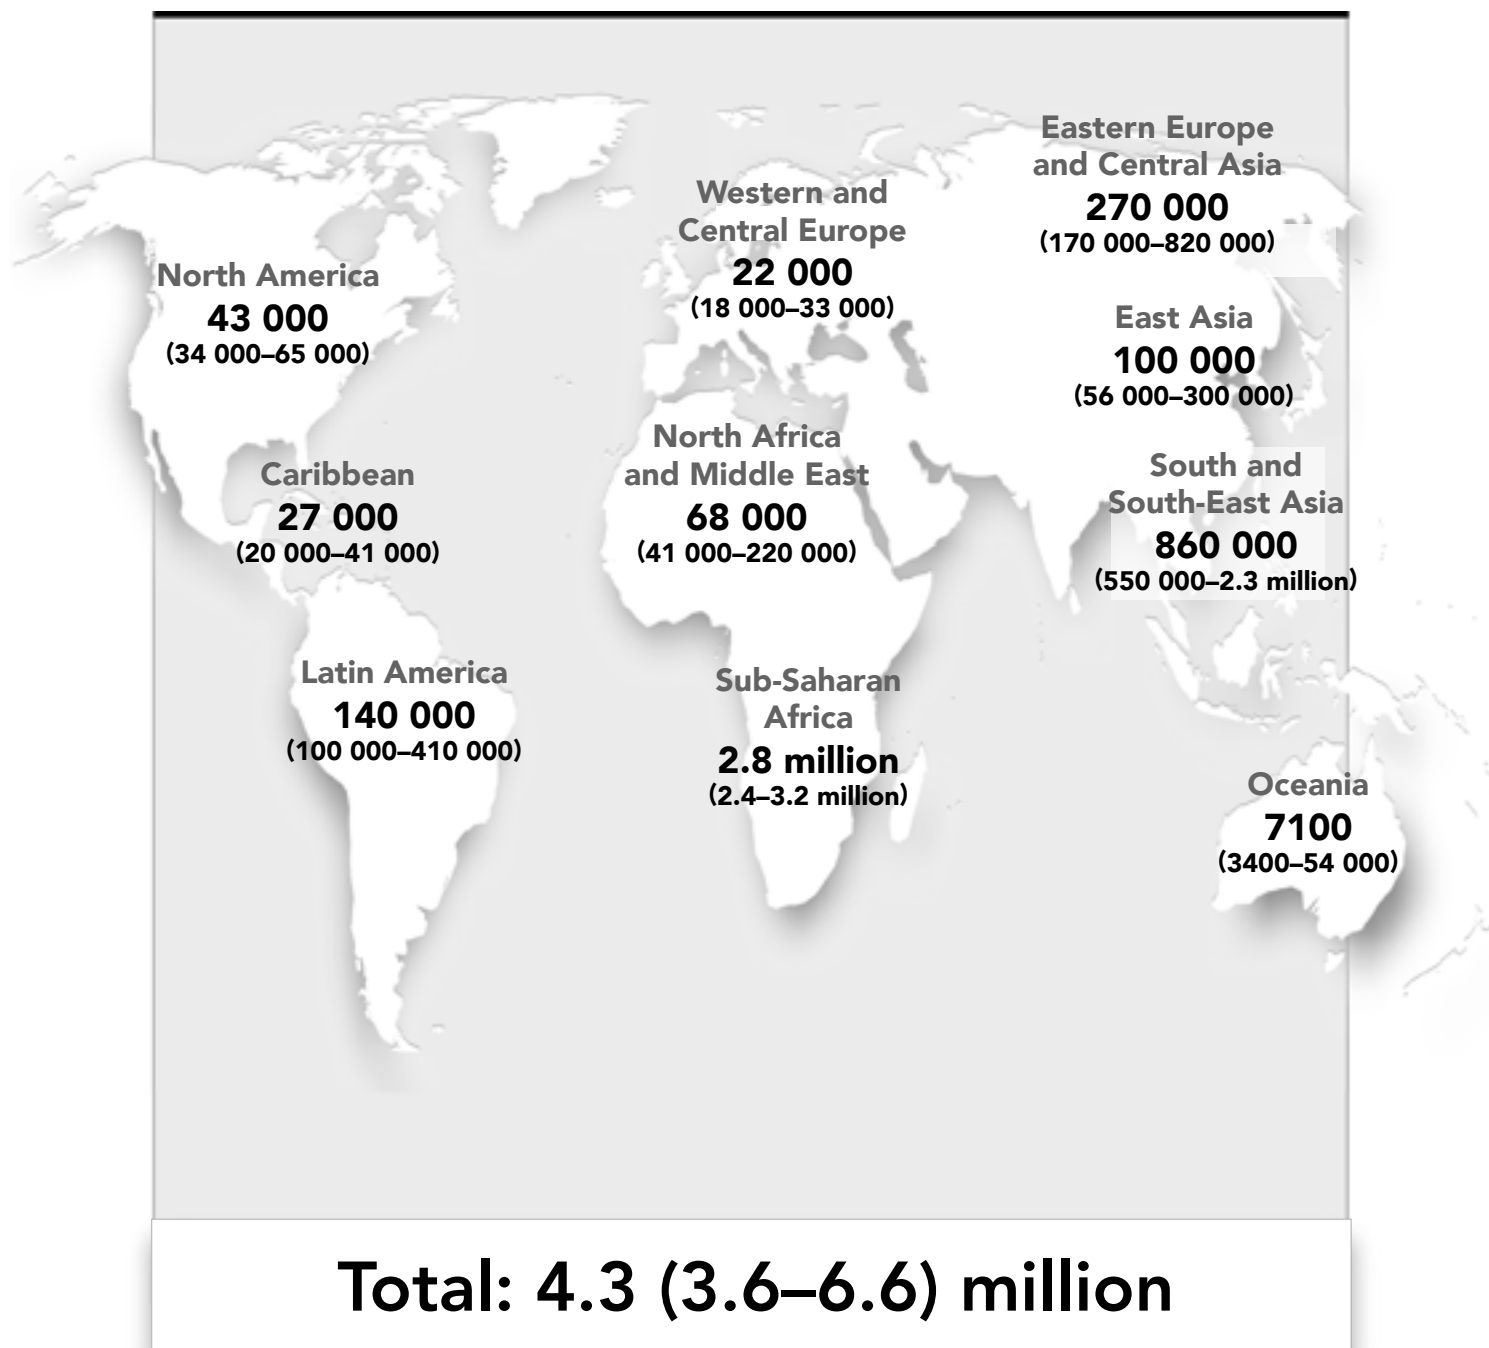 Eastern Europe
and Central Asia
270 000
(170 000–820 000)
Western and
Central Europe
22 000
(18 000–33 000)
North America
43 000
(34 000–65 000)
East Asia
100 000
(56 000–300 000)
North Africa
and Middle East
68 000
(41 000–220 000)
Caribbean
27 000
(20 000–41 000)
South and
South-East Asia
860 000
(550 000–2.3 million)
Latin America
140 000
(100 000–410 000)
Sub-Saharan
Africa
2.8 million
(2.4–3.2 million)
Oceania
7100
(3400–54 000)
Total: 4.3 (3.6–6.6) million